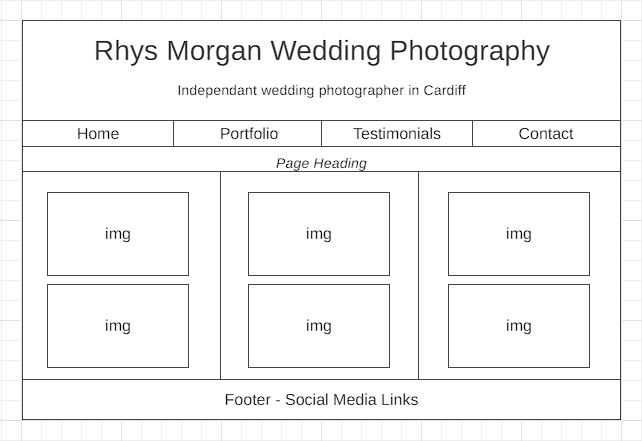 Rhys Morgan Wedding Photography
Independant wedding photographer in Cardiff
Home Portfolio Testimonials Contact
Page Heading
img img img
img img img
Footer - Social Media Links